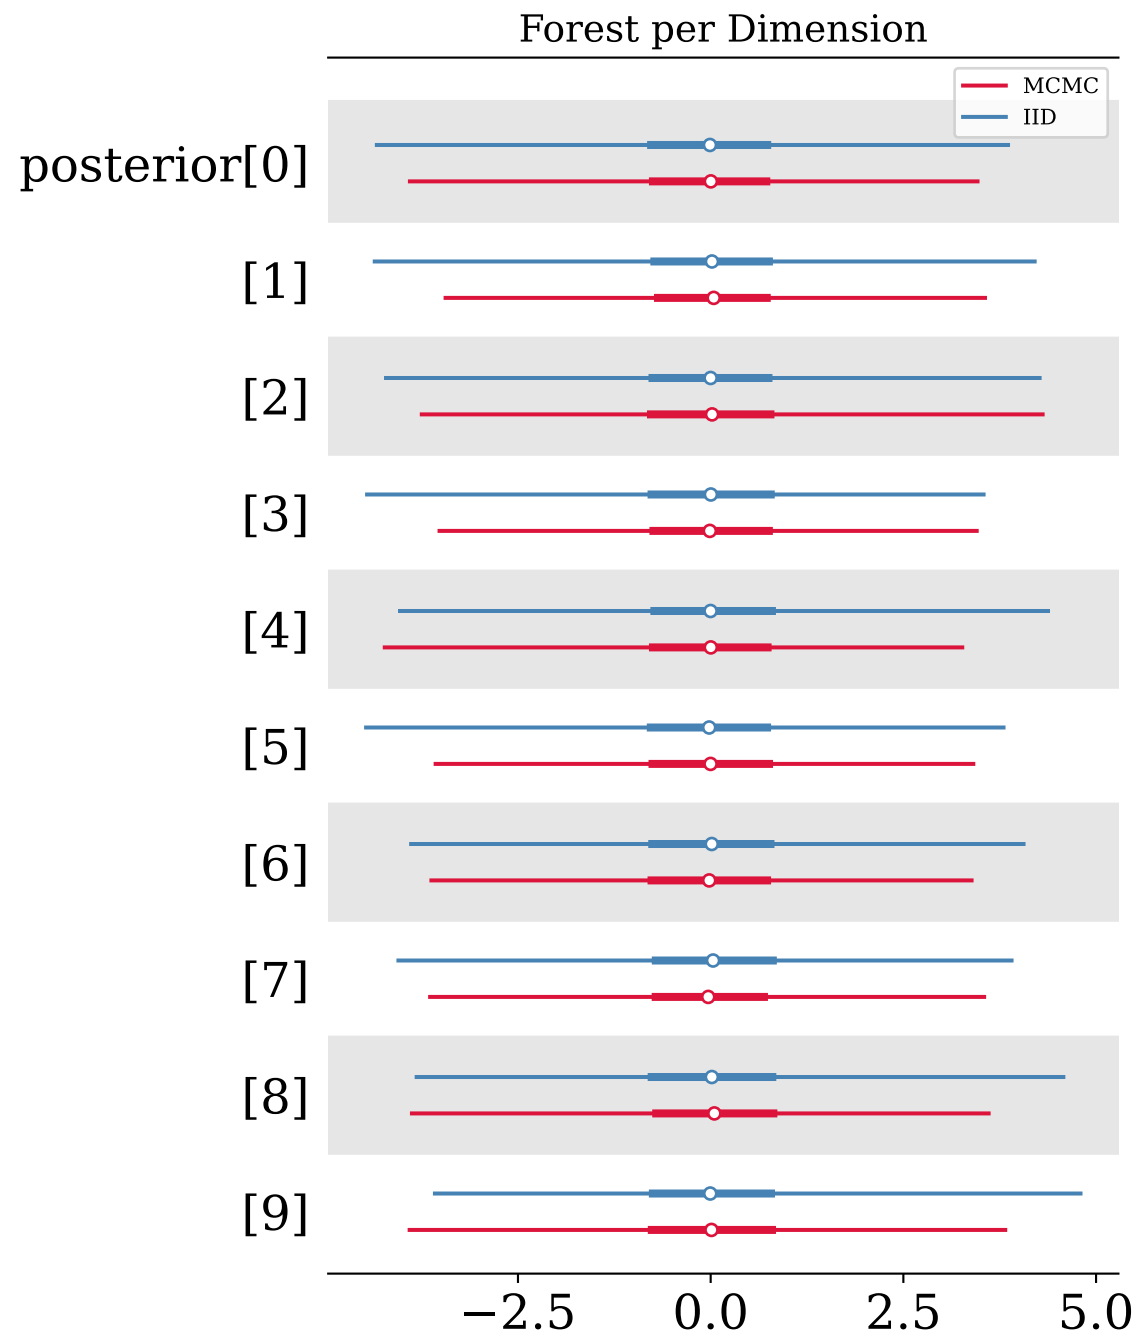 Forest per Dimension
MCMC
IID
posterior[0]
[1]
[2]
[3]
[4]
[5]
[6]
[7]
[8]
[9]
−2.5 0.0 2.5 5.0